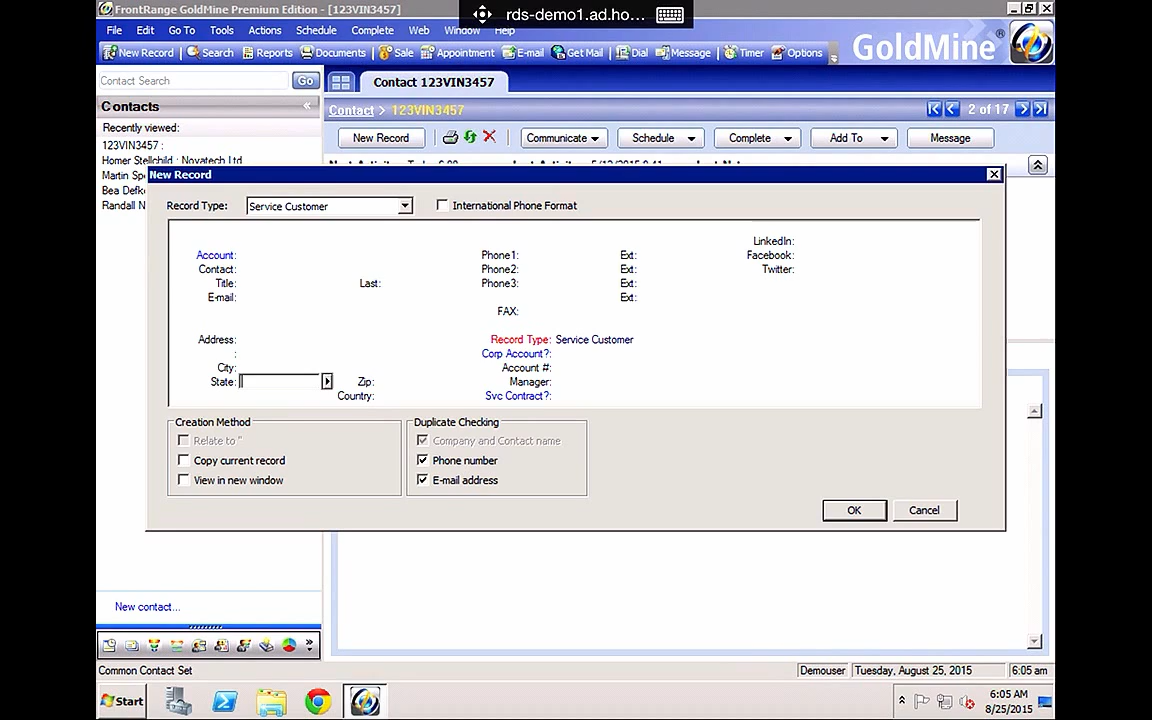 FrontRange GoldMine Premium Edition - [123VIN3457]
rds-demo1.ad.ho...
File Edit Go To Tools Actions Schedule Complete Web Window Help
New Record Search Reports Documents Sale Appointment E-mail Get Mail Dial Message Timer Options
GoldMine®
Contact Search Go
Contact 123VIN3457
Contacts «
Contact > 123VIN3457
2 of 17
Recently viewed:
New Record Communicate Schedule Complete Add To Message
123VIN3457 :
Homer Stellchild : Novatech Ltd
Martin Sp
Bea Defk
Randall N
New Record
Record Type: Service Customer International Phone Format
LinkedIn:
Account: Phone1: Ext: Facebook:
Contact: Phone2: Ext: Twitter:
Title: Last: Phone3: Ext:
E-mail: Ext:
FAX:
Address: Record Type: Service Customer
: Corp Account?:
City: Account #:
State: Zip: Manager:
Country: Svc Contract?:
Creation Method Duplicate Checking
Relate to '' Company and Contact name
Copy current record Phone number
View in new window E-mail address
OK Cancel
New contact...
Common Contact Set
Demouser Tuesday, August 25, 2015 6:05 am
Start
6:05 AM
8/25/2015